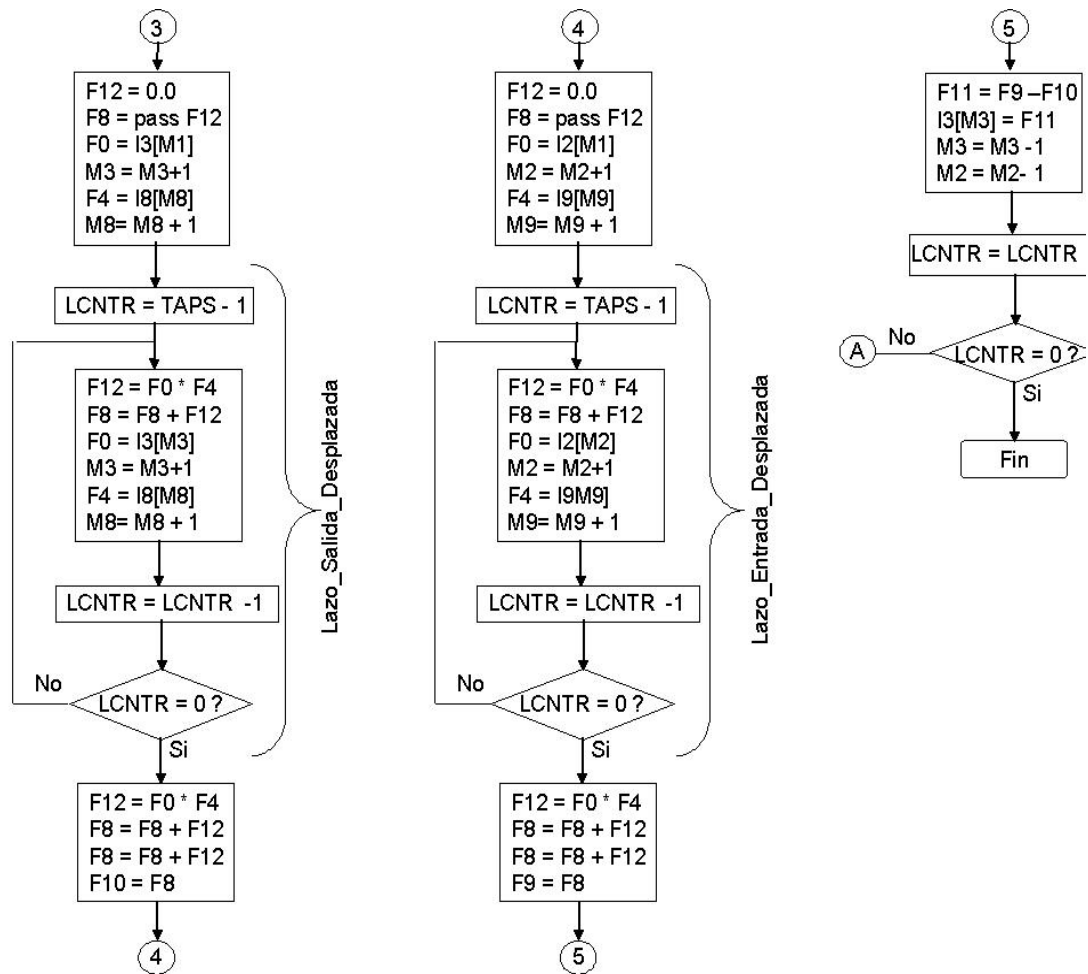 3
F12 = 0.0
F8 = pass F12
F0 = I3[M1]
M3 = M3+1
F4 = I8[M8]
M8= M8 + 1
LCNTR = TAPS - 1
F12 = F0 * F4
F8 = F8 + F12
F0 = I3[M3]
M3 = M3+1
F4 = I8[M8]
M8= M8 + 1
LCNTR = LCNTR -1
No
LCNTR = 0 ?
Si
Lazo_Salida_Desplazada
F12 = F0 * F4
F8 = F8 + F12
F8 = F8 + F12
F10 = F8
4
4
F12 = 0.0
F8 = pass F12
F0 = I2[M1]
M2 = M2+1
F4 = I9[M9]
M9= M9 + 1
LCNTR = TAPS - 1
F12 = F0 * F4
F8 = F8 + F12
F0 = I2[M2]
M2 = M2+1
F4 = I9M9]
M9= M9 + 1
LCNTR = LCNTR -1
No
LCNTR = 0 ?
Si
Lazo_Entrada_Desplazada
F12 = F0 * F4
F8 = F8 + F12
F8 = F8 + F12
F9 = F8
5
5
F11 = F9 –F10
I3[M3] = F11
M3 = M3 -1
M2 = M2- 1
LCNTR = LCNTR
A
No
LCNTR = 0 ?
Si
Fin